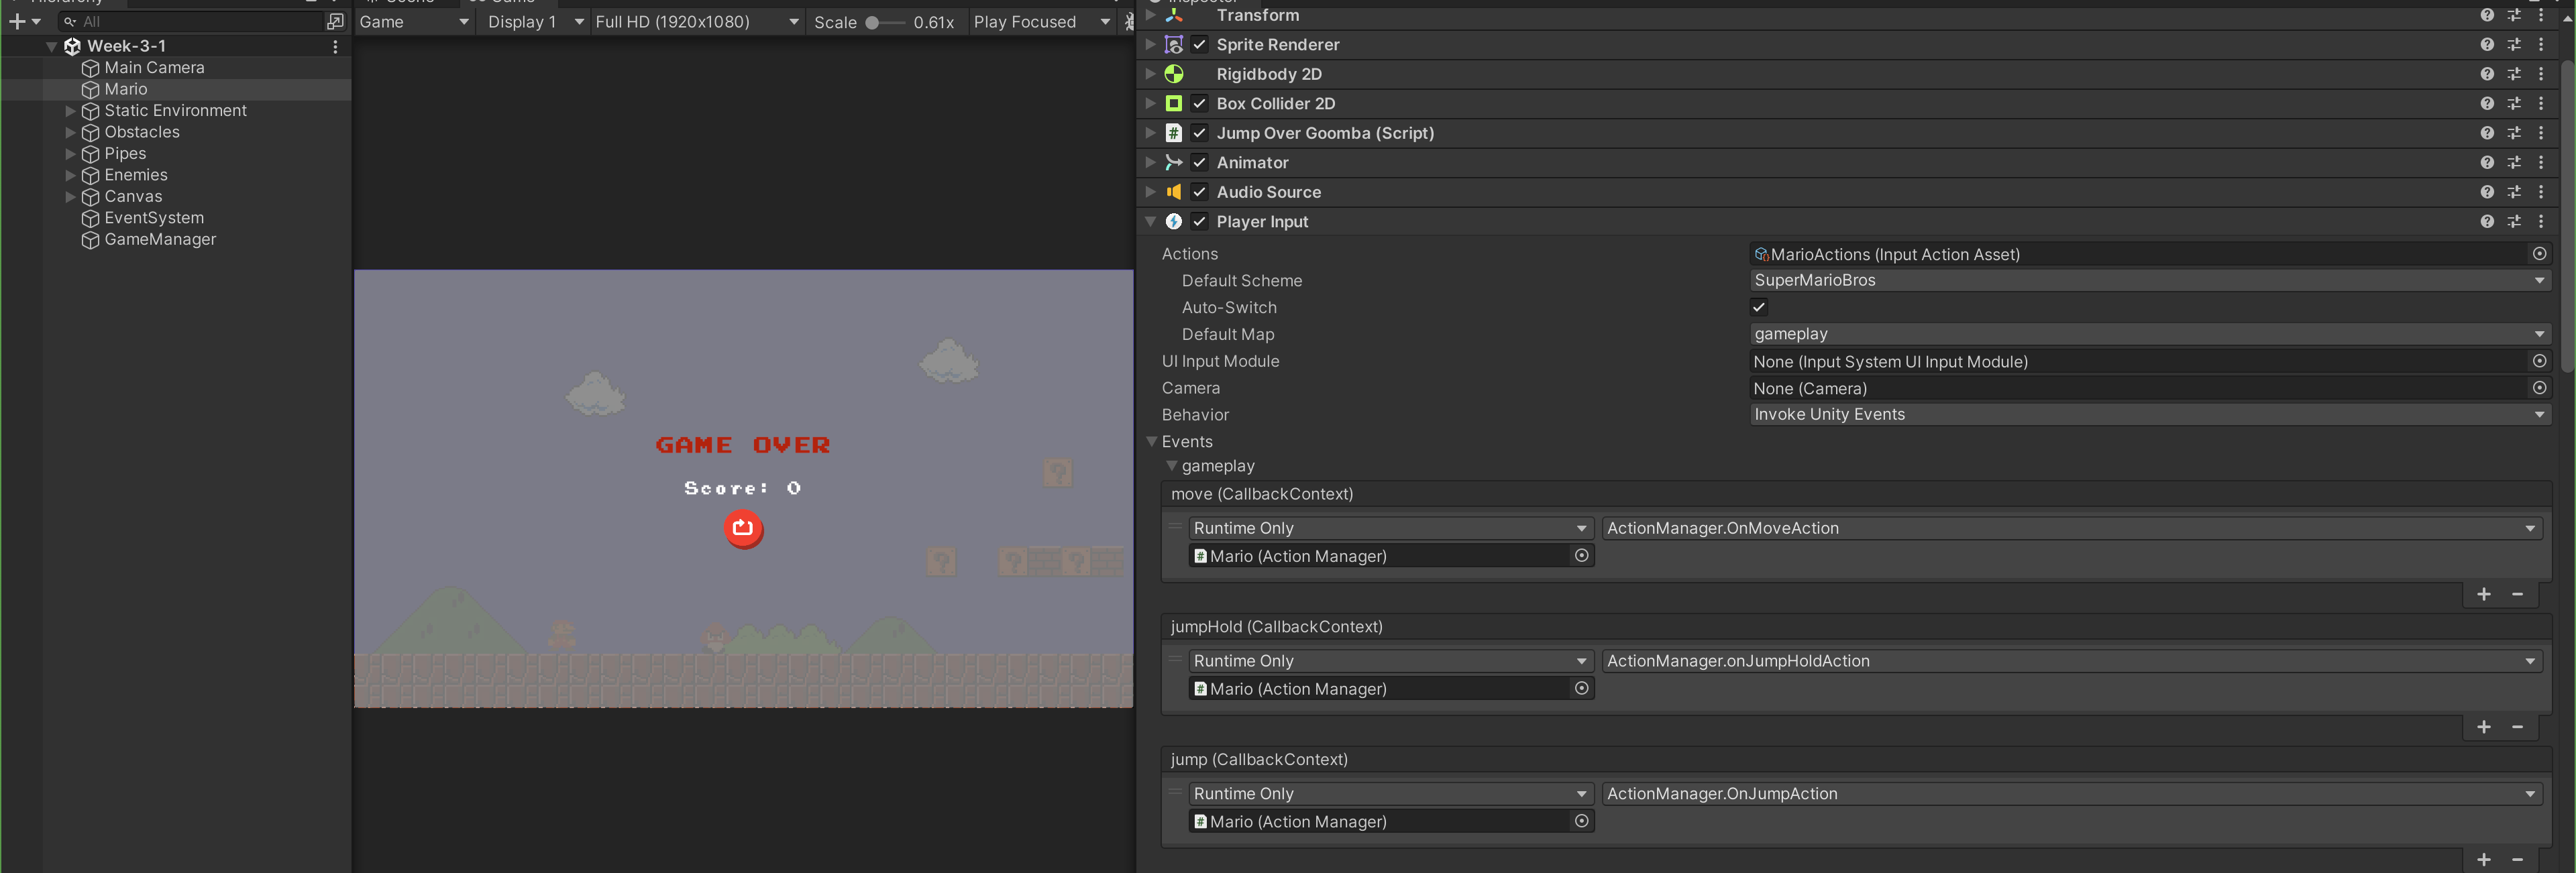 Hierarchy
All
Week-3-1
Main Camera
Mario
Static Environment
Obstacles
Pipes
Enemies
Canvas
EventSystem
GameManager
Scene Game
Game Display 1 Full HD (1920x1080) Scale 0.61x Play Focused
GAME OVER
Score: 0
?
? ? ?
Inspector
Transform
Sprite Renderer
Rigidbody 2D
Box Collider 2D
# Jump Over Goomba (Script)
Animator
Audio Source
Player Input
Actions MarioActions (Input Action Asset)
Default Scheme SuperMarioBros
Auto-Switch
Default Map gameplay
UI Input Module None (Input System UI Input Module)
Camera None (Camera)
Behavior Invoke Unity Events
Events
gameplay
move (CallbackContext)
Runtime Only ActionManager.OnMoveAction
# Mario (Action Manager)
jumpHold (CallbackContext)
Runtime Only ActionManager.onJumpHoldAction
# Mario (Action Manager)
jump (CallbackContext)
Runtime Only ActionManager.OnJumpAction
# Mario (Action Manager)